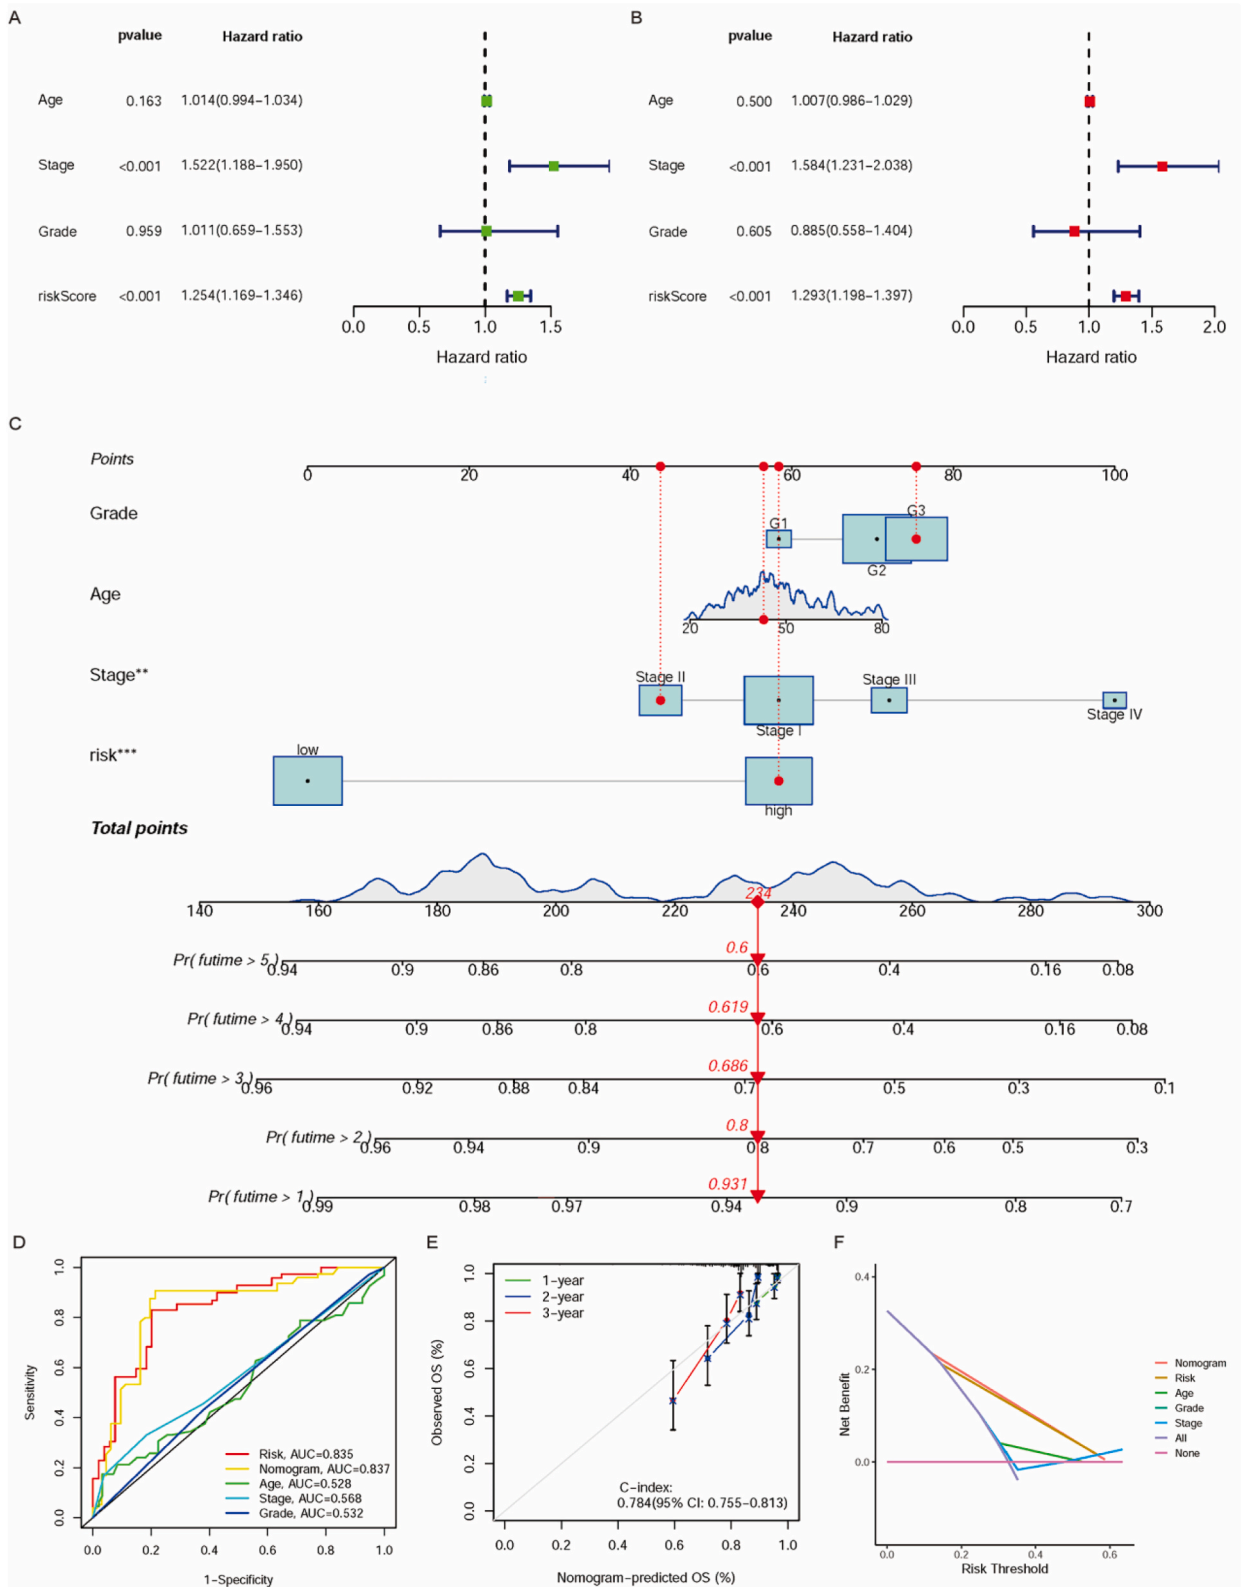 A
pvalue Hazard ratio
Age 0.163 1.014(0.994−1.034)
Stage <0.001 1.522(1.188−1.950)
Grade 0.959 1.011(0.659−1.553)
riskScore <0.001 1.254(1.169−1.346)
0.0 0.5 1.0 1.5
Hazard ratio
B
pvalue Hazard ratio
Age 0.500 1.007(0.986−1.029)
Stage <0.001 1.584(1.231−2.038)
Grade 0.605 0.885(0.558−1.404)
riskScore <0.001 1.293(1.198−1.397)
0.0 0.5 1.0 1.5 2.0
Hazard ratio
C
Points
0 20 40 60 80 100
Grade
G1 G3
G2
Age
20 50 80
Stage**
Stage II Stage III
Stage I Stage IV
risk***
low
high
Total points
234
140 160 180 200 220 240 260 280 300
0.6
Pr( futime > 5 )
0.94 0.9 0.86 0.8 0.6 0.4 0.16 0.08
0.619
Pr( futime > 4 )
0.94 0.9 0.86 0.8 0.6 0.4 0.16 0.08
0.686
Pr( futime > 3 )
0.96 0.92 0.88 0.84 0.7 0.5 0.3 0.1
0.8
Pr( futime > 2 )
0.96 0.94 0.9 0.8 0.7 0.6 0.5 0.3
0.931
Pr( futime > 1 )
0.99 0.98 0.97 0.94 0.9 0.8 0.7
D
Sensitivity
1.0
0.8
0.6
0.4
0.2
0.0
Risk, AUC=0.835
Nomogram, AUC=0.837
Age, AUC=0.528
Stage, AUC=0.568
Grade, AUC=0.532
0.0 0.2 0.4 0.6 0.8 1.0
1−Specificity
E
Observed OS (%)
1.0
0.8
0.6
0.4
0.2
0.0
1−year
2−year
3−year
C−index:
0.784(95% CI: 0.755−0.813)
0.0 0.2 0.4 0.6 0.8 1.0
Nomogram−predicted OS (%)
F
Net Benefit
0.4
0.2
0.0
Nomogram
Risk
Age
Grade
Stage
All
None
0.0 0.2 0.4 0.6
Risk Threshold